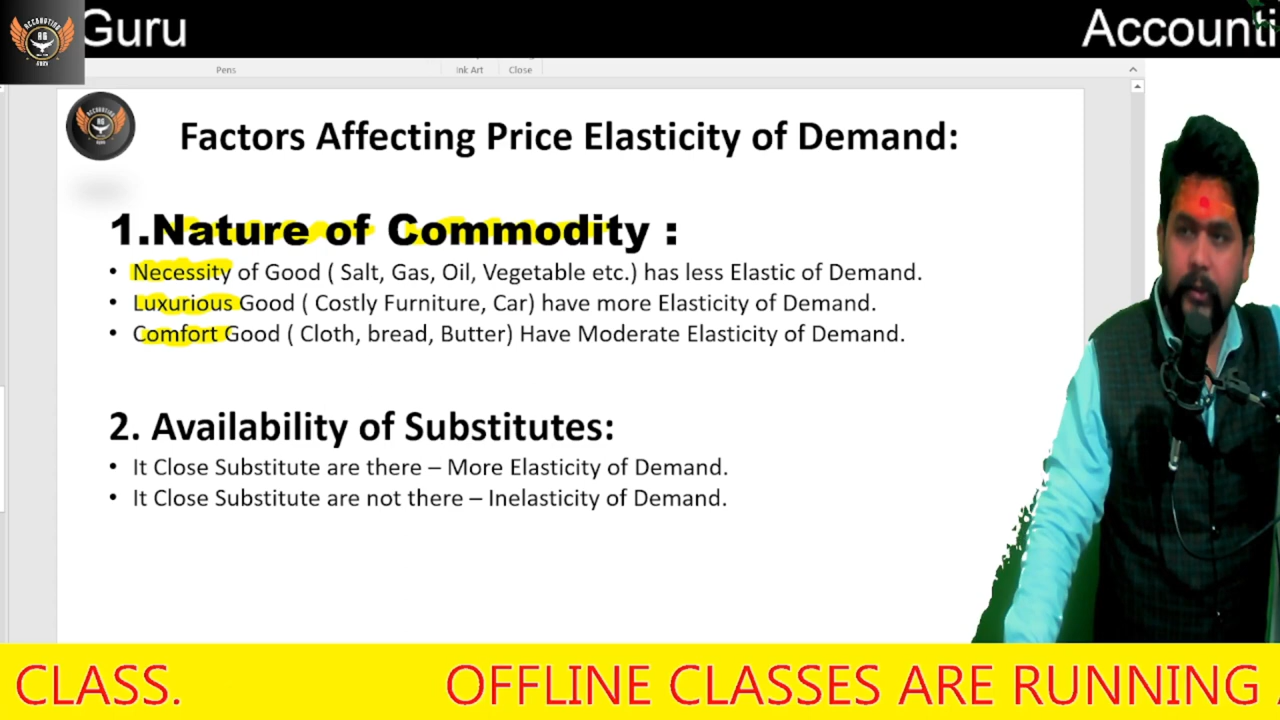 Guru
Accounti
Pens
Ink Art
Close
Factors Affecting Price Elasticity of Demand:
1.Nature of Commodity :
• Necessity of Good ( Salt, Gas, Oil, Vegetable etc.) has less Elastic of Demand.
• Luxurious Good ( Costly Furniture, Car) have more Elasticity of Demand.
• Comfort Good ( Cloth, bread, Butter) Have Moderate Elasticity of Demand.
2. Availability of Substitutes:
• It Close Substitute are there – More Elasticity of Demand.
• It Close Substitute are not there – Inelasticity of Demand.
CLASS. OFFLINE CLASSES ARE RUNNING